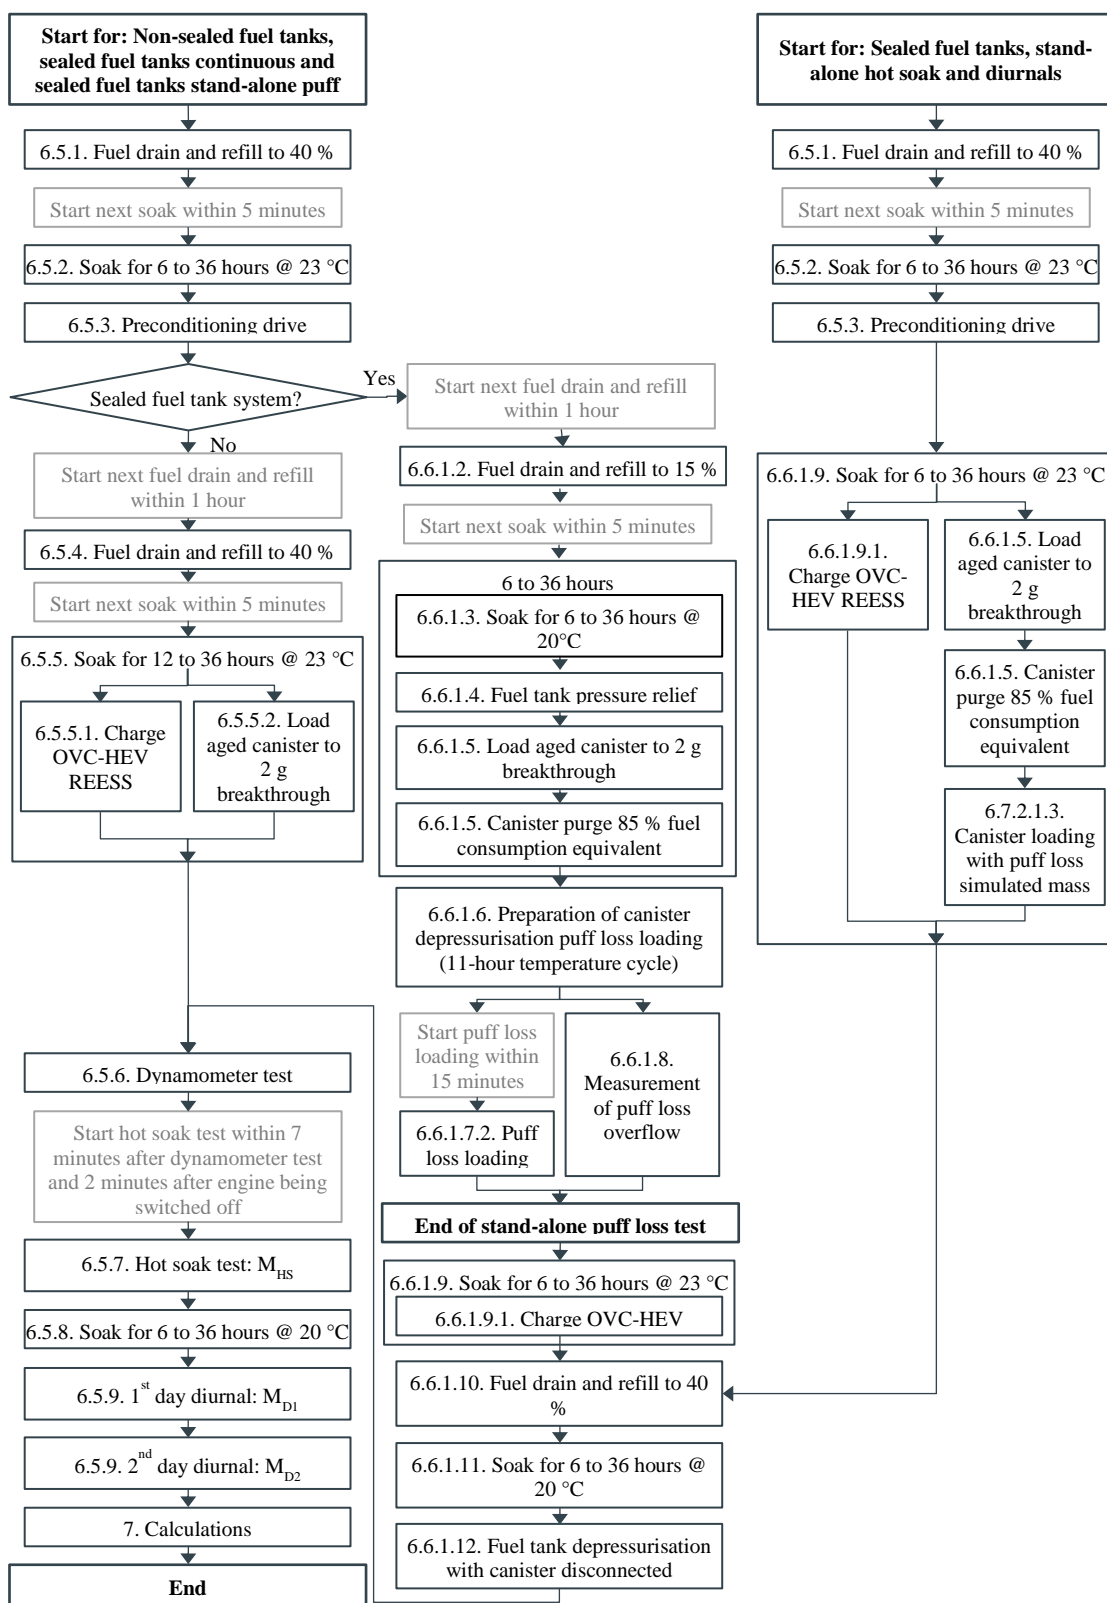 Start for: Non-sealed fuel tanks,
sealed fuel tanks continuous and
sealed fuel tanks stand-alone puff
6.5.1. Fuel drain and refill to 40 %
Start next soak within 5 minutes
6.5.2. Soak for 6 to 36 hours @ 23 °C
6.5.3. Preconditioning drive
Sealed fuel tank system?
Yes
No
Start next fuel drain and refill
within 1 hour
6.5.4. Fuel drain and refill to 40 %
Start next soak within 5 minutes
6.5.5. Soak for 12 to 36 hours @ 23 °C
6.5.5.1. Charge
OVC-HEV
REESS
6.5.5.2. Load
aged canister to
2 g
breakthrough
6.5.6. Dynamometer test
Start hot soak test within 7
minutes after dynamometer test
and 2 minutes after engine being
switched off
6.5.7. Hot soak test: MHS
6.5.8. Soak for 6 to 36 hours @ 20 °C
6.5.9. 1st day diurnal: MD1
6.5.9. 2nd day diurnal: MD2
7. Calculations
End
Start next fuel drain and refill
within 1 hour
6.6.1.2. Fuel drain and refill to 15 %
Start next soak within 5 minutes
6 to 36 hours
6.6.1.3. Soak for 6 to 36 hours @
20°C
6.6.1.4. Fuel tank pressure relief
6.6.1.5. Load aged canister to 2 g
breakthrough
6.6.1.5. Canister purge 85 % fuel
consumption equivalent
6.6.1.6. Preparation of canister
depressurisation puff loss loading
(11-hour temperature cycle)
Start puff loss
loading within
15 minutes
6.6.1.7.2. Puff
loss loading
6.6.1.8.
Measurement
of puff loss
overflow
End of stand-alone puff loss test
6.6.1.9. Soak for 6 to 36 hours @ 23 °C
6.6.1.9.1. Charge OVC-HEV
6.6.1.10. Fuel drain and refill to 40
%
6.6.1.11. Soak for 6 to 36 hours @
20 °C
6.6.1.12. Fuel tank depressurisation
with canister disconnected
Start for: Sealed fuel tanks, stand-
alone hot soak and diurnals
6.5.1. Fuel drain and refill to 40 %
Start next soak within 5 minutes
6.5.2. Soak for 6 to 36 hours @ 23 °C
6.5.3. Preconditioning drive
6.6.1.9. Soak for 6 to 36 hours @ 23 °C
6.6.1.9.1.
Charge OVC-
HEV REESS
6.6.1.5. Load
aged canister to
2 g
breakthrough
6.6.1.5. Canister
purge 85 % fuel
consumption
equivalent
6.7.2.1.3.
Canister loading
with puff loss
simulated mass